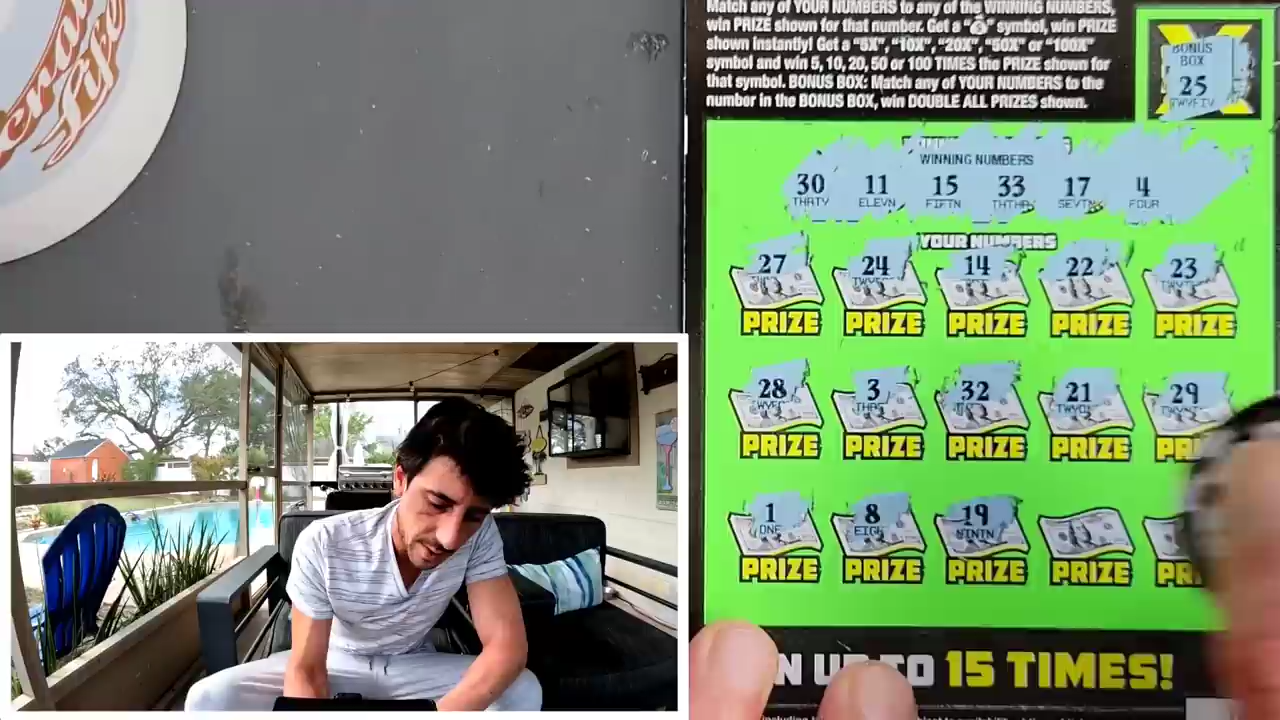 Match any of YOUR NUMBERS to any of the WINNING NUMBERS,
win PRIZE shown for that number. Get a "💰" symbol, win PRIZE
shown instantly! Get a "5X", "10X", "20X", "50X" or "100X"
symbol and win 5, 10, 20, 50 or 100 TIMES the PRIZE shown for
that symbol. BONUS BOX: Match any of YOUR NUMBERS to the
number in the BONUS BOX, win DOUBLE ALL PRIZES shown.
BONUS
BOX
25
TWYFIV
WINNING NUMBERS
30 11 15 33 17 4
THRTY ELEVN FIFTN THTHR SEVTN FOUR
YOUR NUMBERS
27 24 14 22 23
PRIZE PRIZE PRIZE PRIZE PRIZE
28 3 32 21 29
PRIZE PRIZE PRIZE PRIZE
1 8 19
ONE
PRIZE PRIZE PRIZE PRIZE
UP TO 15 TIMES!
Life